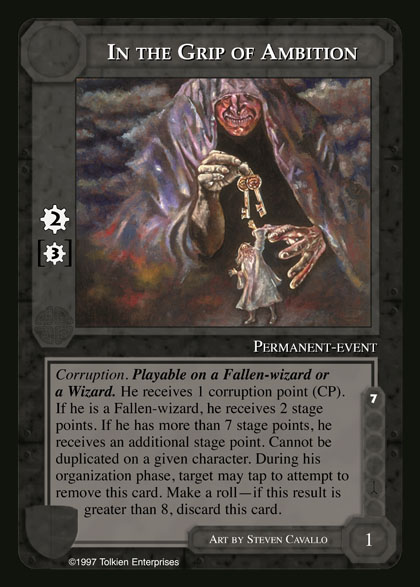 IN THE GRIP OF AMBITION
2
[3]
PERMANENT-EVENT
Corruption. Playable on a Fallen-wizard or
a Wizard. He receives 1 corruption point (CP).
If he is a Fallen-wizard, he receives 2 stage
points. If he has more than 7 stage points, he
receives an additional stage point. Cannot be
duplicated on a given character. During his
organization phase, target may tap to attempt to
remove this card. Make a roll—if this result is
greater than 8, discard this card.
7
ART BY STEVEN CAVALLO
1
©1997 Tolkien Enterprises